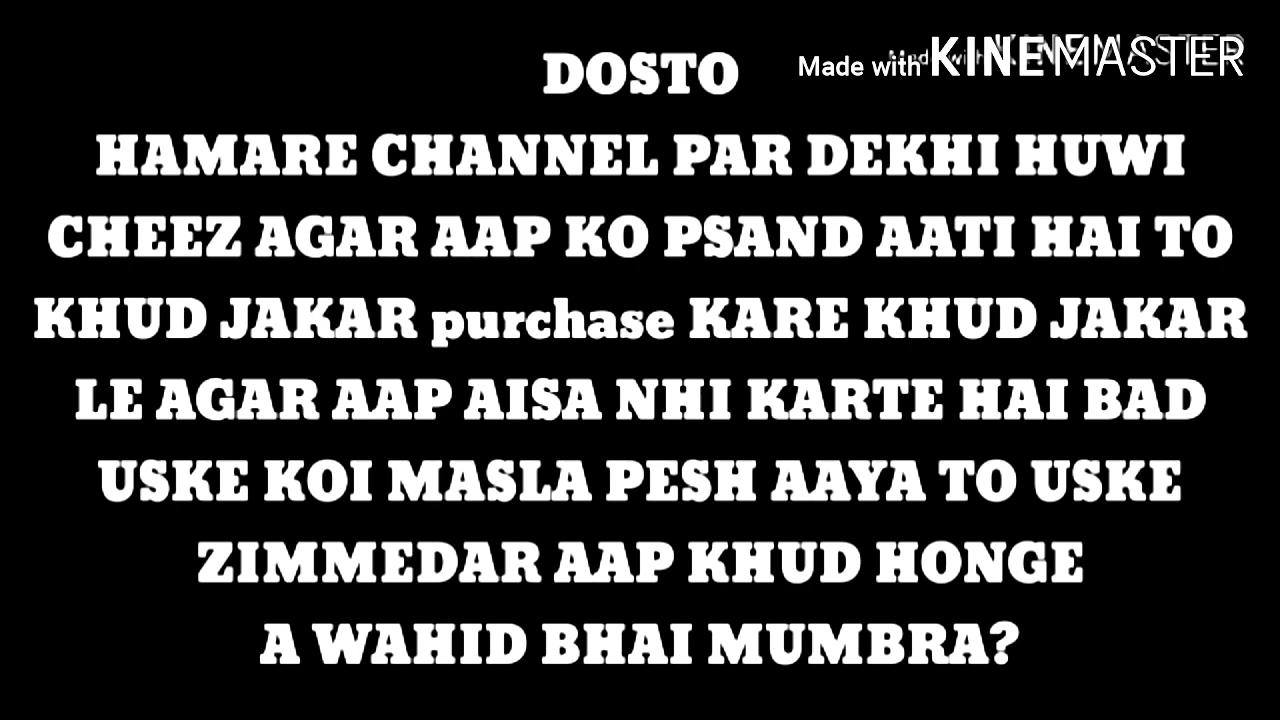 Made with KINEMASTER
DOSTO
HAMARE CHANNEL PAR DEKHI HUWI
CHEEZ AGAR AAP KO PSAND AATI HAI TO
KHUD JAKAR purchase KARE KHUD JAKAR
LE AGAR AAP AISA NHI KARTE HAI BAD
USKE KOI MASLA PESH AAYA TO USKE
ZIMMEDAR AAP KHUD HONGE
A WAHID BHAI MUMBRA?